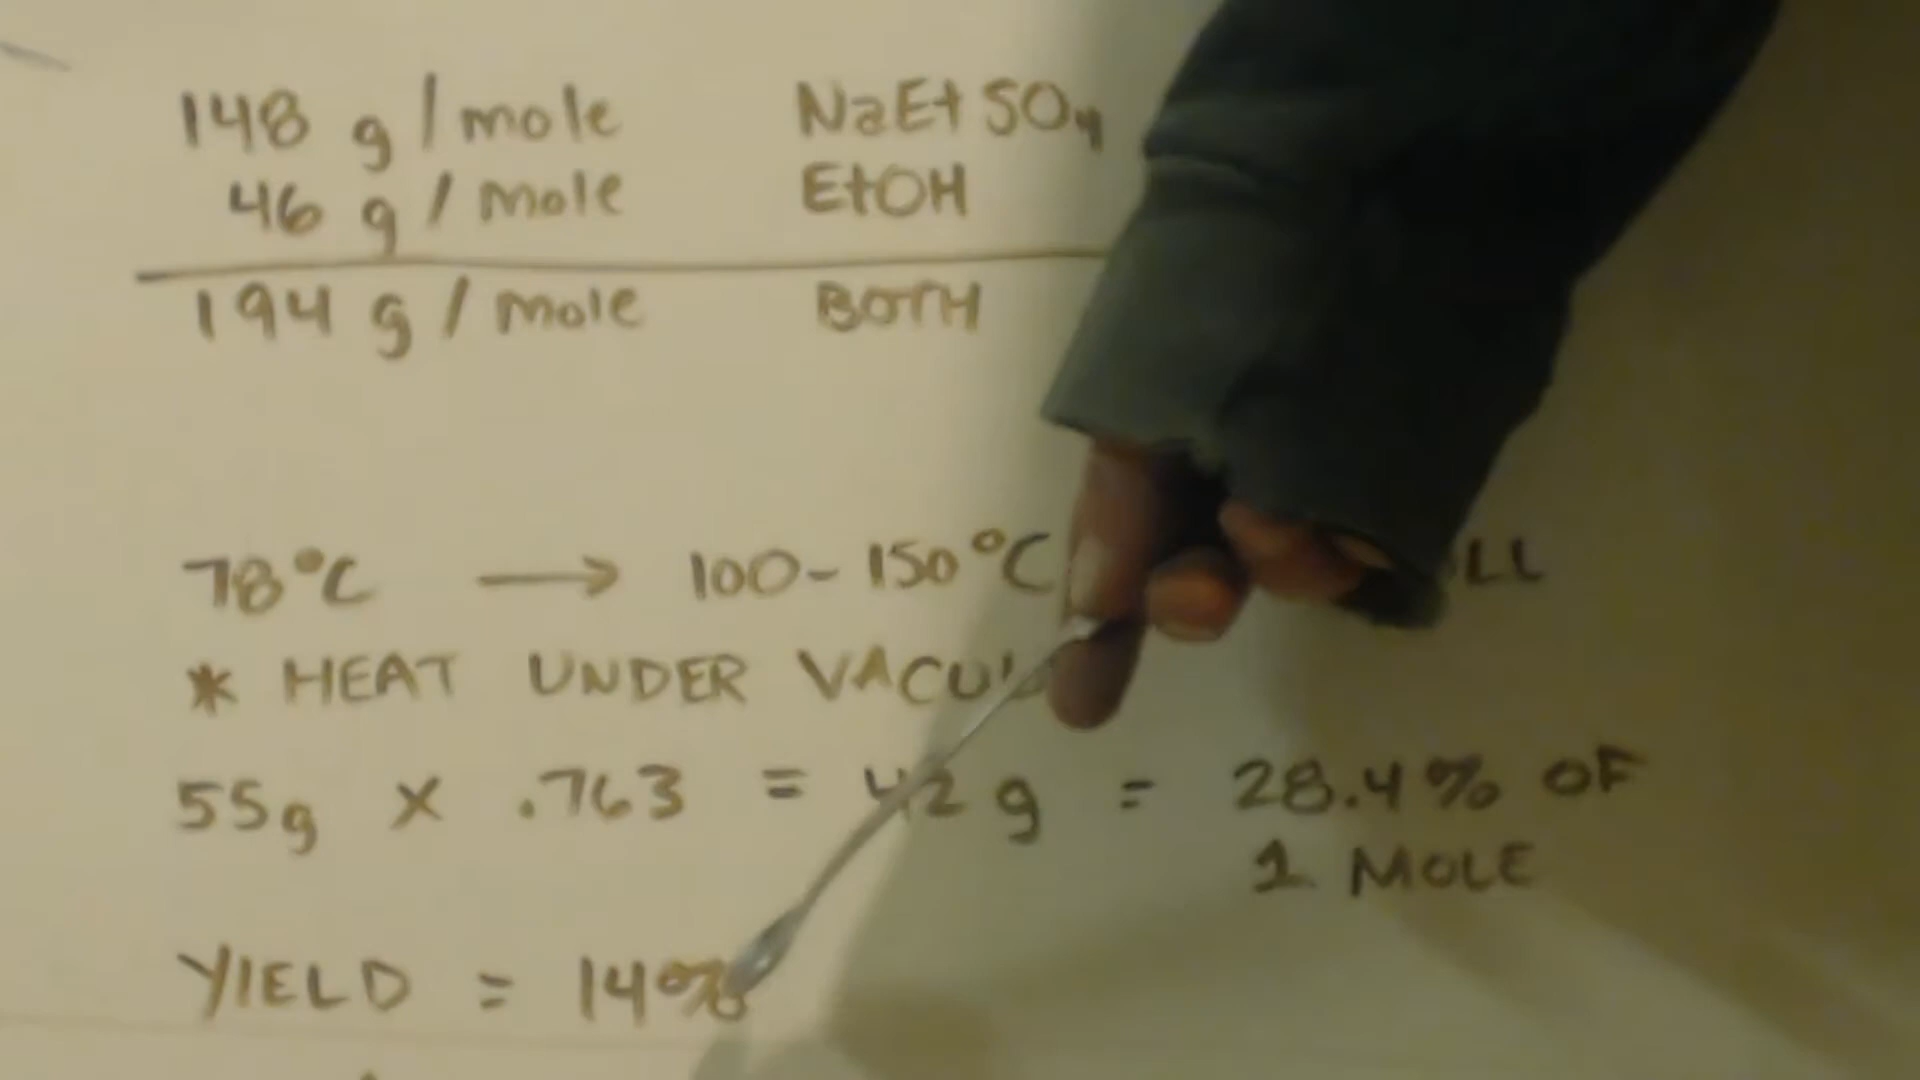 148 g / mole NaEtSO4
46 g / mole EtOH
194 g / mole BOTH
78°C → 100-150°C
* HEAT UNDER
55g x .763 = 42 g = 28.4% OF
1 MOLE
YIELD = 14%